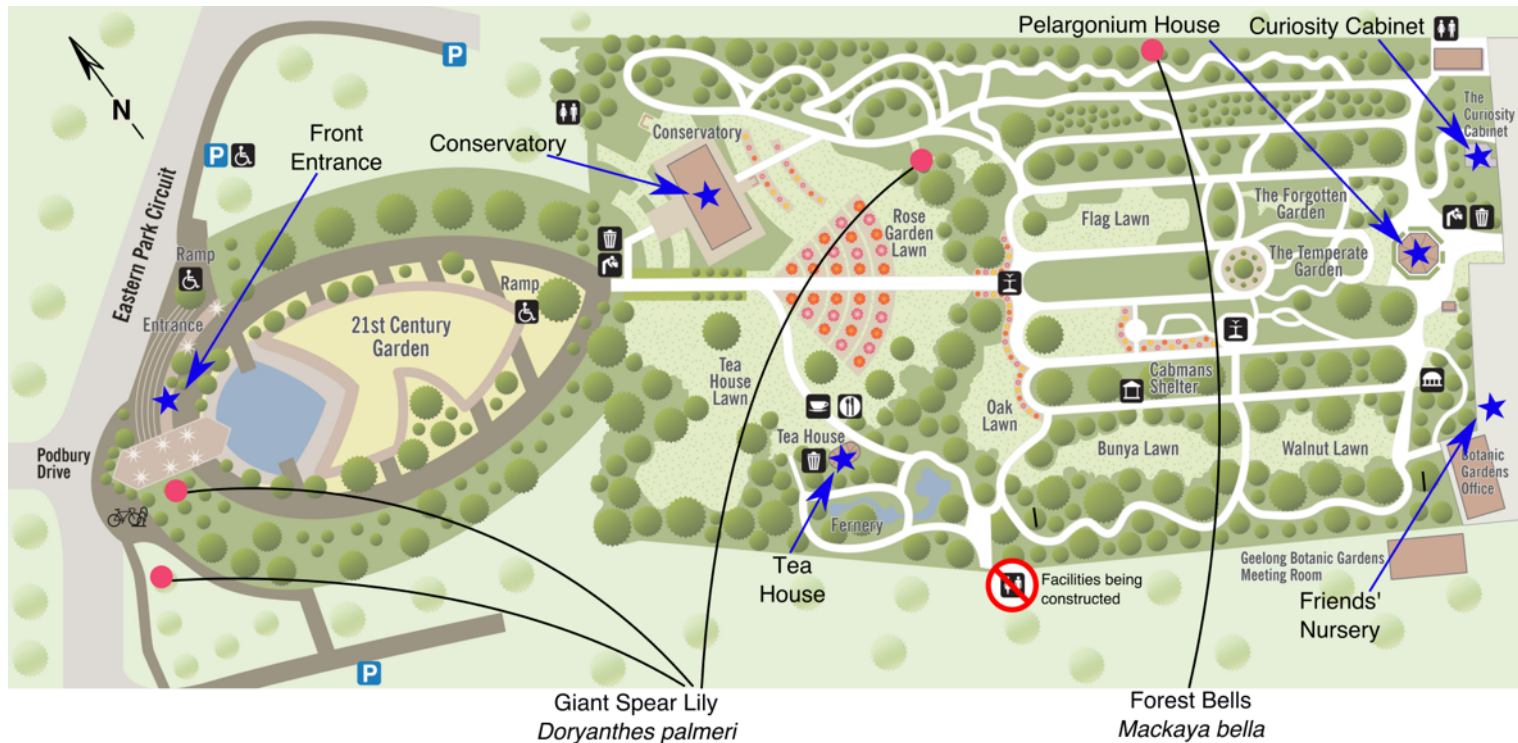 Pelargonium House
Curiosity Cabinet
N
Front
Entrance
Conservatory
Conservatory
P
P
The
Curiosity
Cabinet
Eastern Park Circuit
Ramp
Entrance
Ramp
21st Century
Garden
Rose
Garden
Lawn
Flag Lawn
The Forgotten
Garden
The Temperate
Garden
Tea
House
Lawn
Cabmans
Shelter
Oak
Lawn
Tea House
Bunya Lawn
Walnut Lawn
Podbury
Drive
Botanic
Gardens
Office
Fernery
Tea
House
Facilities being
constructed
Geelong Botanic Gardens
Meeting Room
Friends'
Nursery
P
Giant Spear Lily
Doryanthes palmeri
Forest Bells
Mackaya bella